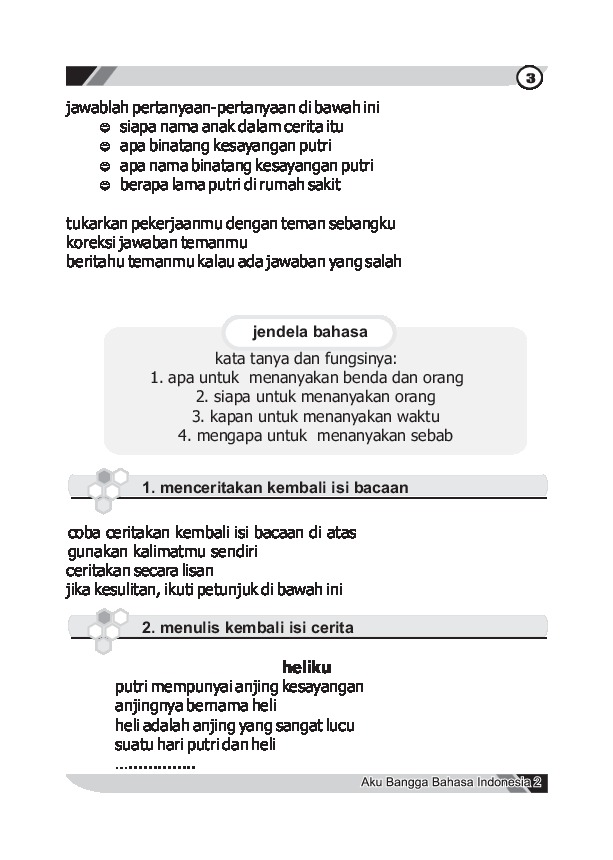 3
jawablah pertanyaan-pertanyaan di bawah ini
siapa nama anak dalam cerita itu
apa binatang kesayangan putri
apa nama binatang kesayangan putri
berapa lama putri di rumah sakit
tukarkan pekerjaanmu dengan teman sebangku
koreksi jawaban temanmu
beritahu temanmu kalau ada jawaban yang salah
jendela bahasa
kata tanya dan fungsinya:
1. apa untuk menanyakan benda dan orang
2. siapa untuk menanyakan orang
3. kapan untuk menanyakan waktu
4. mengapa untuk menanyakan sebab
1. menceritakan kembali isi bacaan
coba ceritakan kembali isi bacaan di atas
gunakan kalimatmu sendiri
ceritakan secara lisan
jika kesulitan, ikuti petunjuk di bawah ini
2. menulis kembali isi cerita
heliku
putri mempunyai anjing kesayangan
anjingnya bernama heli
heli adalah anjing yang sangat lucu
suatu hari putri dan heli
..................
Aku Bangga Bahasa Indonesia 2